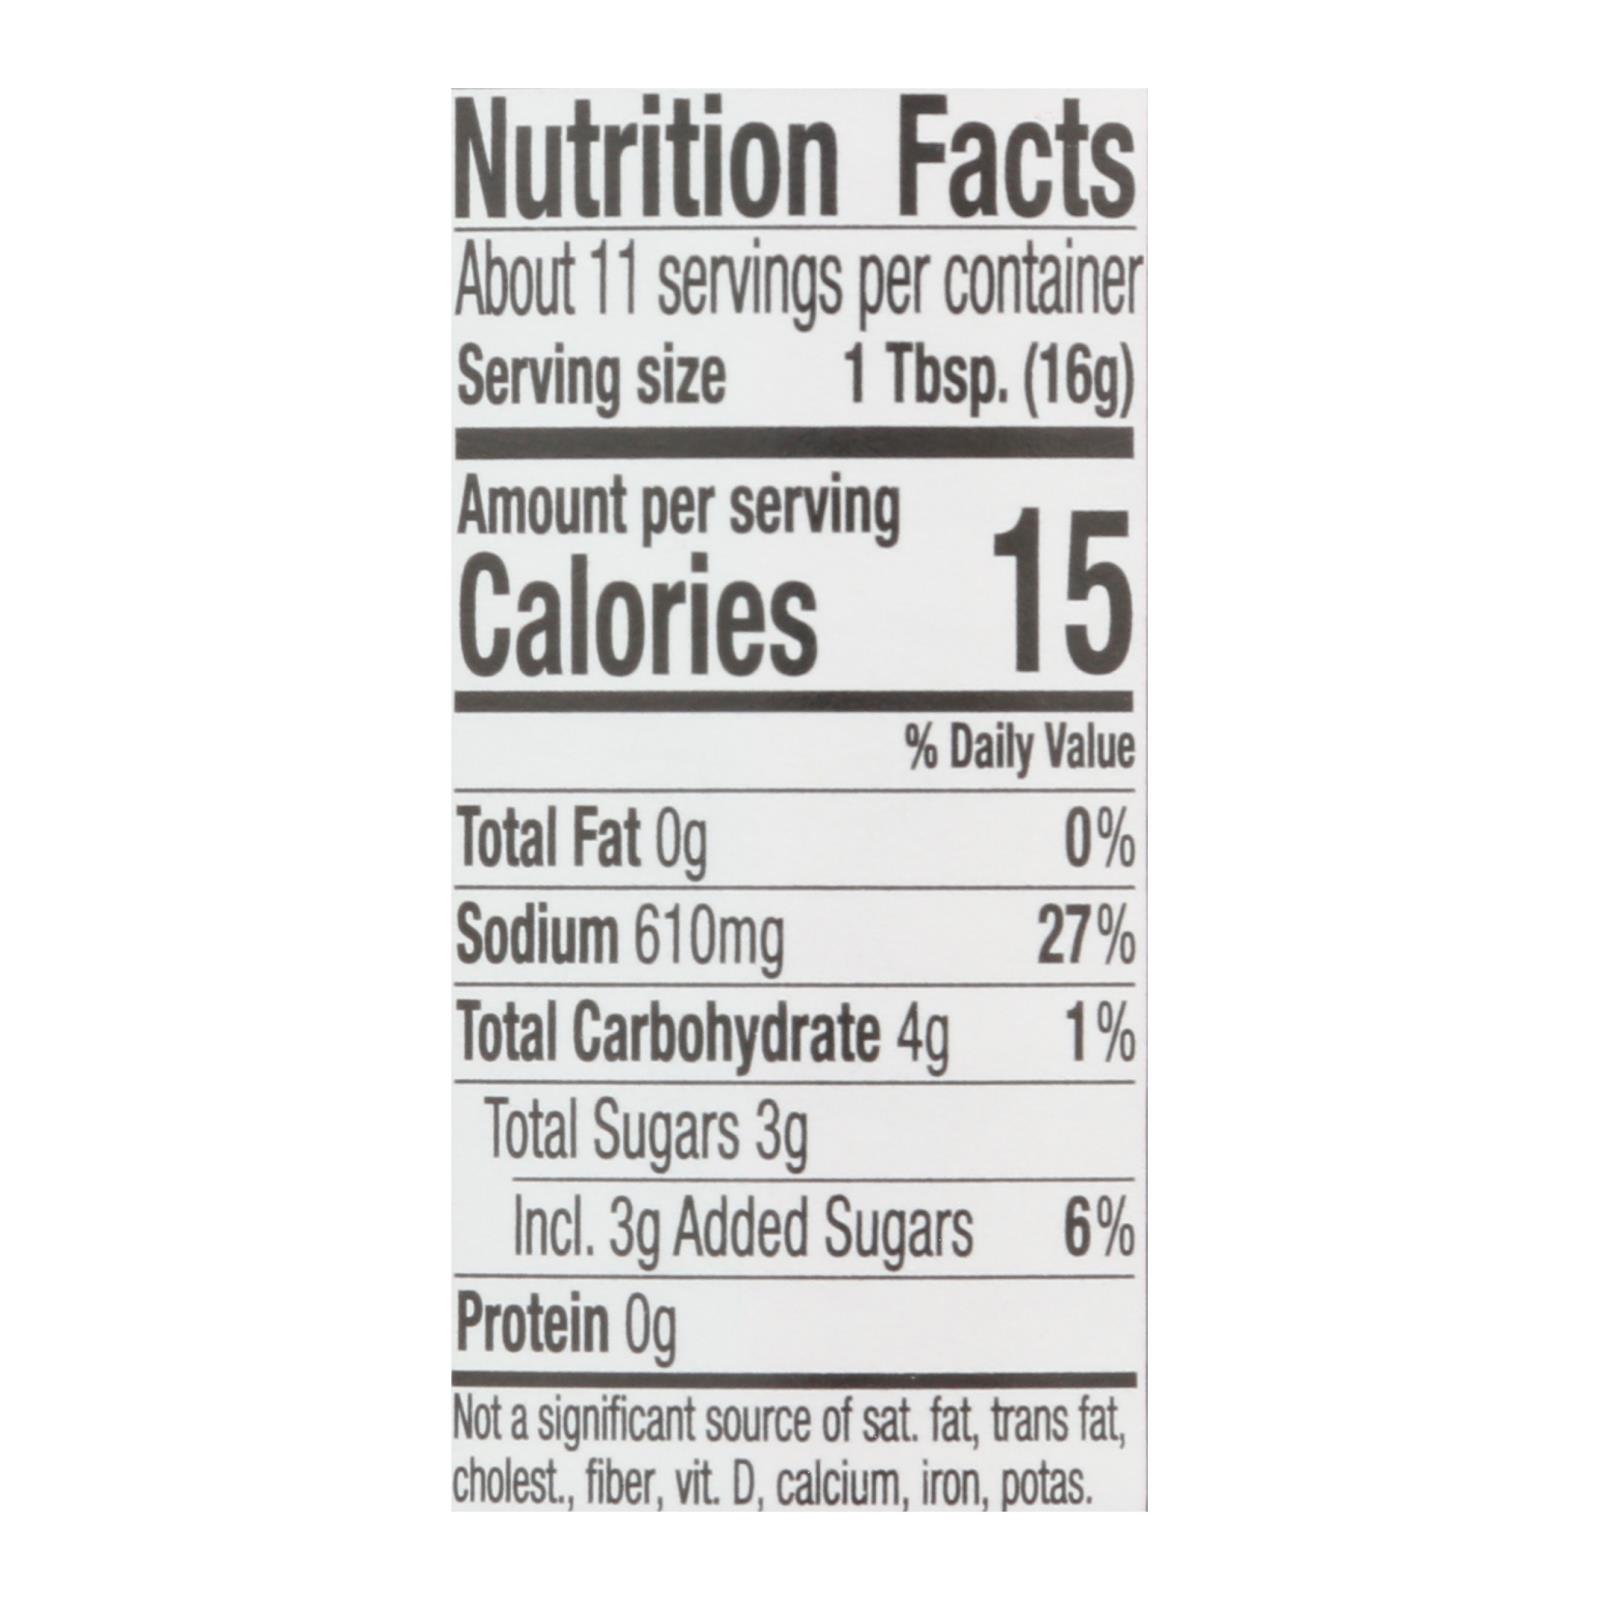 Nutrition Facts
About 11 servings per container
Serving size 1 Tbsp. (16g)
Amount per serving
Calories 15
% Daily Value
Total Fat 0g 0%
Sodium 610mg 27%
Total Carbohydrate 4g 1%
Total Sugars 3g
Incl. 3g Added Sugars 6%
Protein 0g
Not a significant source of sat. fat, trans fat,
cholest., fiber, vit. D, calcium, iron, potas.